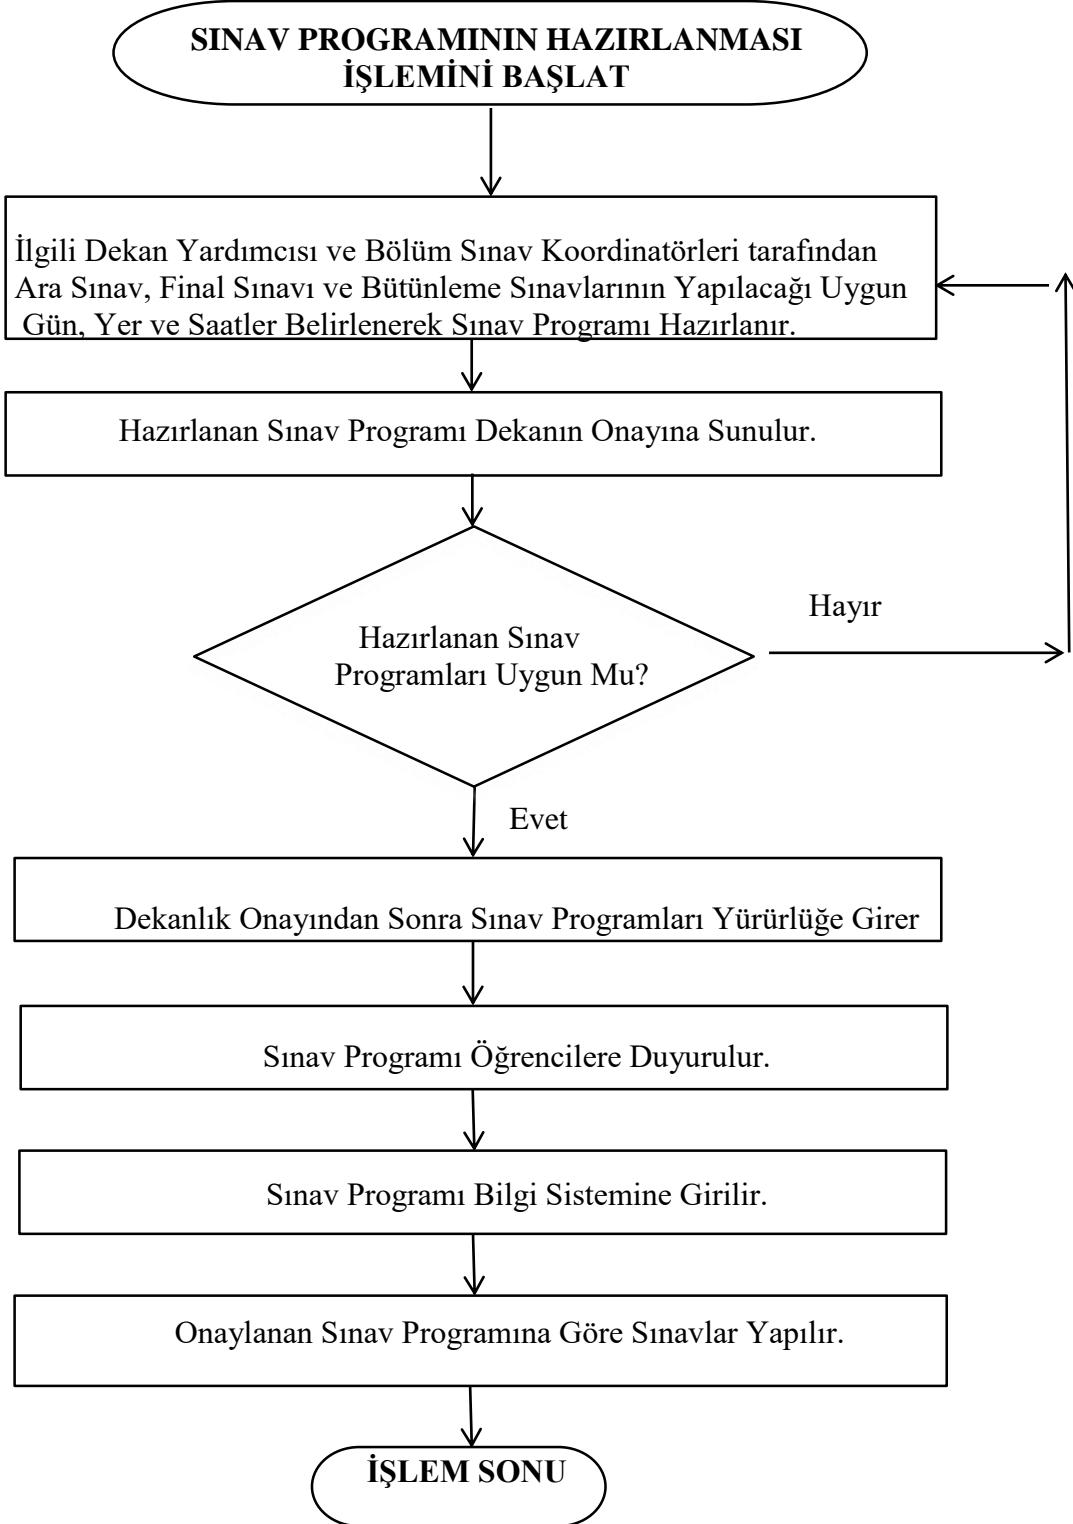 SINAV PROGRAMININ HAZIRLANMASI
İŞLEMİNİ BAŞLAT
İlgili Dekan Yardımcısı ve Bölüm Sınav Koordinatörleri tarafından
Ara Sınav, Final Sınavı ve Bütünleme Sınavlarının Yapılacağı Uygun
Gün, Yer ve Saatler Belirlenerek Sınav Programı Hazırlanır.
Hazırlanan Sınav Programı Dekanın Onayına Sunulur.
Hayır
Hazırlanan Sınav
Programları Uygun Mu?
Evet
Dekanlık Onayından Sonra Sınav Programları Yürürlüğe Girer
Sınav Programı Öğrencilere Duyurulur.
Sınav Programı Bilgi Sistemine Girilir.
Onaylanan Sınav Programına Göre Sınavlar Yapılır.
İŞLEM SONU